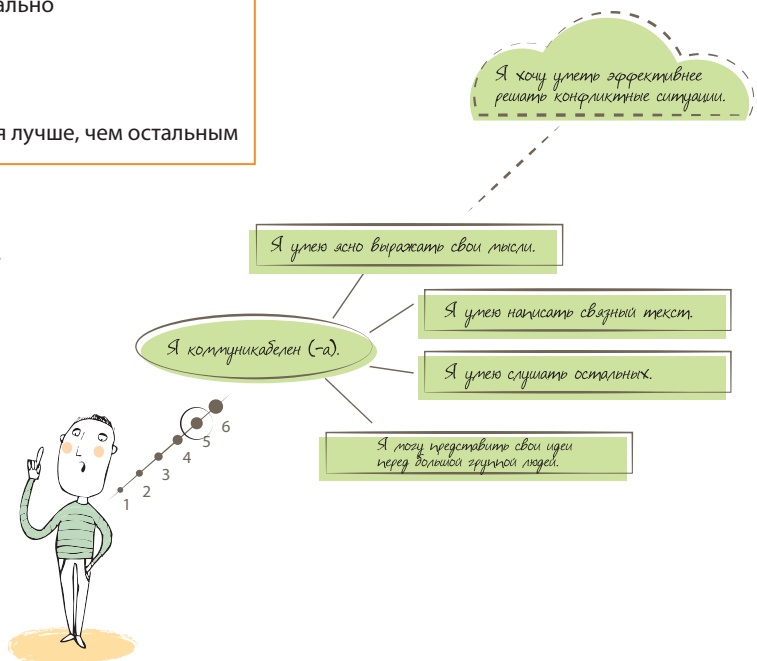 ально
я лучше, чем остальным
Я хочу уметь эффективнее
решать конфликтные ситуации.
Я умею ясно выражать свои мысли.
Я умею написать связный текст.
Я коммуникабелен (-а).
Я умею слушать остальных.
Я могу представить свои идеи
перед большой группой людей.
6
5
4
3
2
1